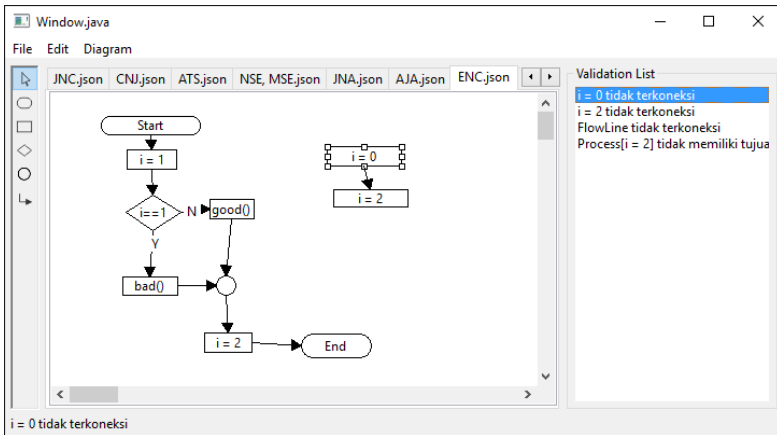 Window.java
File Edit Diagram
JNC.json CNJ.json ATS.json NSE, MSE.json JNA.json AJA.json ENC.json
Validation List
i = 0 tidak terkoneksi
i = 2 tidak terkoneksi
FlowLine tidak terkoneksi
Process[i = 2] tidak memiliki tujua
Start
i = 1
i==1
N
good()
Y
bad()
i = 2
End
i = 0
i = 2
i = 0 tidak terkoneksi